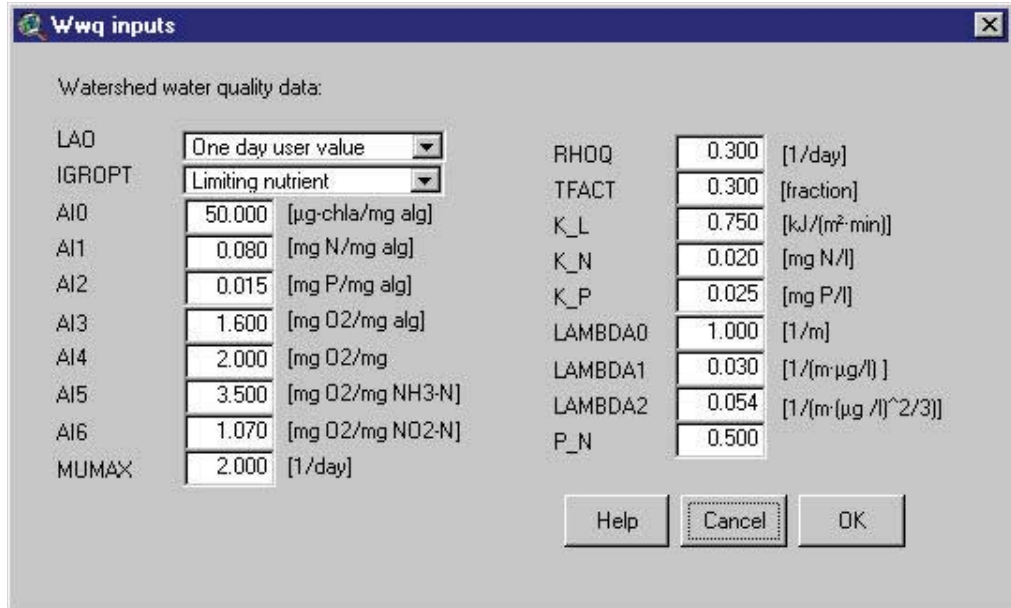 Wwq inputs
Watershed water quality data:
LAO One day user value
IGROPT Limiting nutrient
AI0 50.000 [µg-chla/mg alg]
AI1 0.080 [mg N/mg alg]
AI2 0.015 [mg P/mg alg]
AI3 1.600 [mg O2/mg alg]
AI4 2.000 [mg O2/mg
AI5 3.500 [mg O2/mg NH3-N]
AI6 1.070 [mg O2/mg NO2-N]
MUMAX 2.000 [1/day]
RHOQ 0.300 [1/day]
TFACT 0.300 [fraction]
K_L 0.750 [kJ/(m²·min)]
K_N 0.020 [mg N/l]
K_P 0.025 [mg P/l]
LAMBDA0 1.000 [1/m]
LAMBDA1 0.030 [1/(m·µg/l) ]
LAMBDA2 0.054 [1/(m·(µg /l)^2/3)]
P_N 0.500
Help Cancel OK